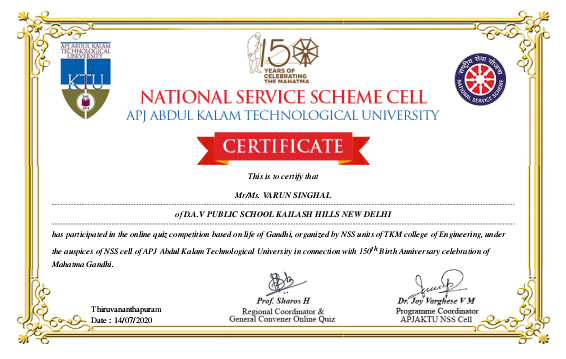 APJ ABDUL KALAM
TECHNOLOGICAL
UNIVERSITY
KTU
150
YEARS OF
CELEBRATING
THE MAHATMA
राष्ट्रीय सेवा योजना
NATIONAL SERVICE SCHEME
NATIONAL SERVICE SCHEME CELL
APJ ABDUL KALAM TECHNOLOGICAL UNIVERSITY
CERTIFICATE
This is to certify that
Mr/Ms. VARUN SINGHAL
of D.A.V PUBLIC SCHOOL KAILASH HILLS NEW DELHI
has participated in the online quiz competition based on life of Gandhi, organized by NSS units of TKM college of Engineering, under
the auspices of NSS cell of APJ Abdul Kalam Technological University in connection with 150th Birth Anniversary celebration of
Mahatma Gandhi.
Thiruvananthapuram
Date : 14/07/2020
Prof. Sharos H
Regional Coordinator &
General Convener Online Quiz
Dr. Joy Varghese V M
Programme Coordinator
APJAKTU NSS Cell